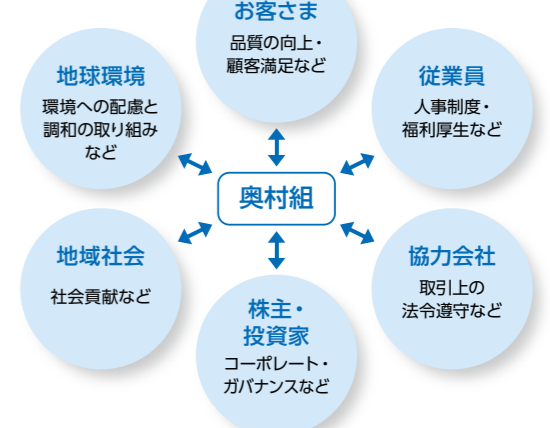 お客さま
品質の向上・
顧客満足など
地球環境
環境への配慮と
調和の取り組み
など
従業員
人事制度・
福利厚生など
奥村組
地域社会
社会貢献など
協力会社
取引上の
法令遵守など
株主・
投資家
コーポレート・
ガバナンスなど